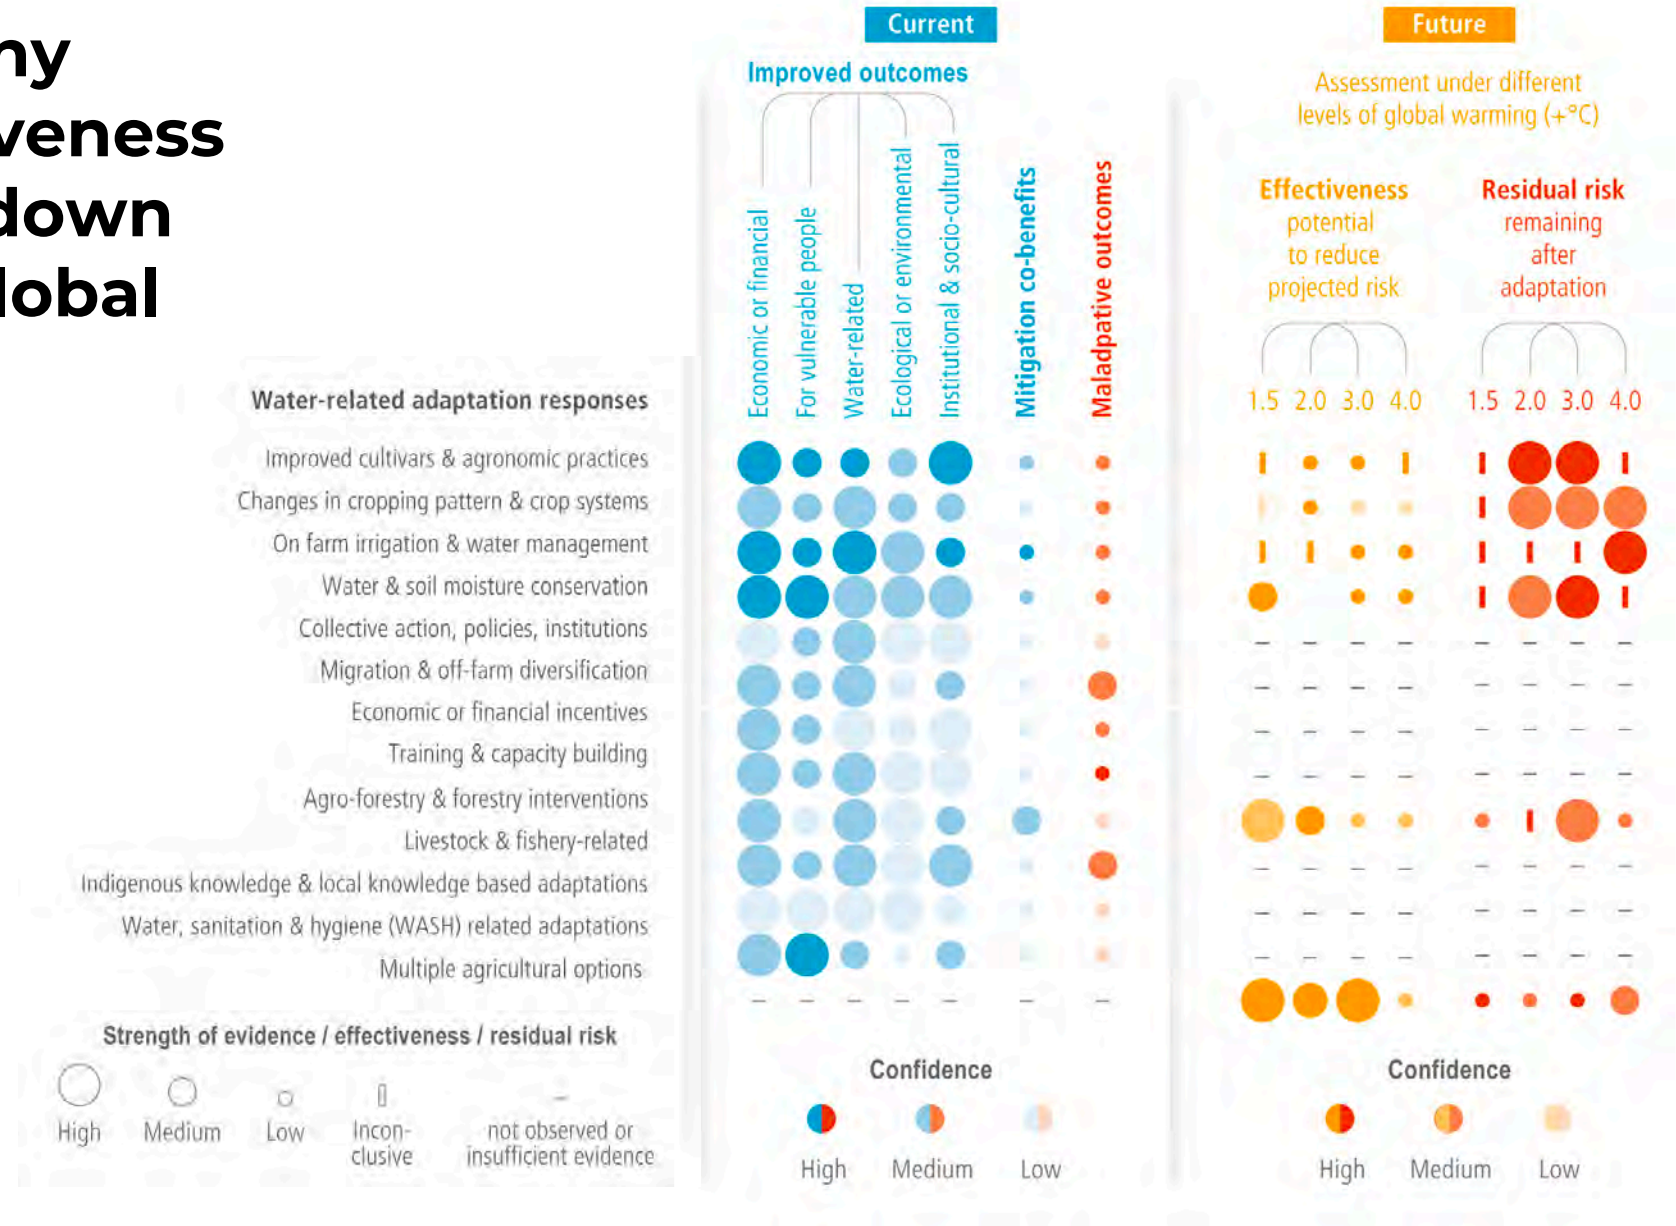 ny
veness
down
lobal
Current
Improved outcomes
Economic or financial
For vulnerable people
Water-related
Ecological or environmental
Institutional & socio-cultural
Mitigation co-benefits
Maladpative outcomes
Future
Assessment under different
levels of global warming (+°C)
Effectiveness
potential
to reduce
projected risk
Residual risk
remaining
after
adaptation
1.5 2.0 3.0 4.0
1.5 2.0 3.0 4.0
Water-related adaptation responses
Improved cultivars & agronomic practices
Changes in cropping pattern & crop systems
On farm irrigation & water management
Water & soil moisture conservation
Collective action, policies, institutions
Migration & off-farm diversification
Economic or financial incentives
Training & capacity building
Agro-forestry & forestry interventions
Livestock & fishery-related
Indigenous knowledge & local knowledge based adaptations
Water, sanitation & hygiene (WASH) related adaptations
Multiple agricultural options
Strength of evidence / effectiveness / residual risk
High
Medium
Low
Incon-
clusive
not observed or
insufficient evidence
Confidence
High Medium Low
Confidence
High Medium Low